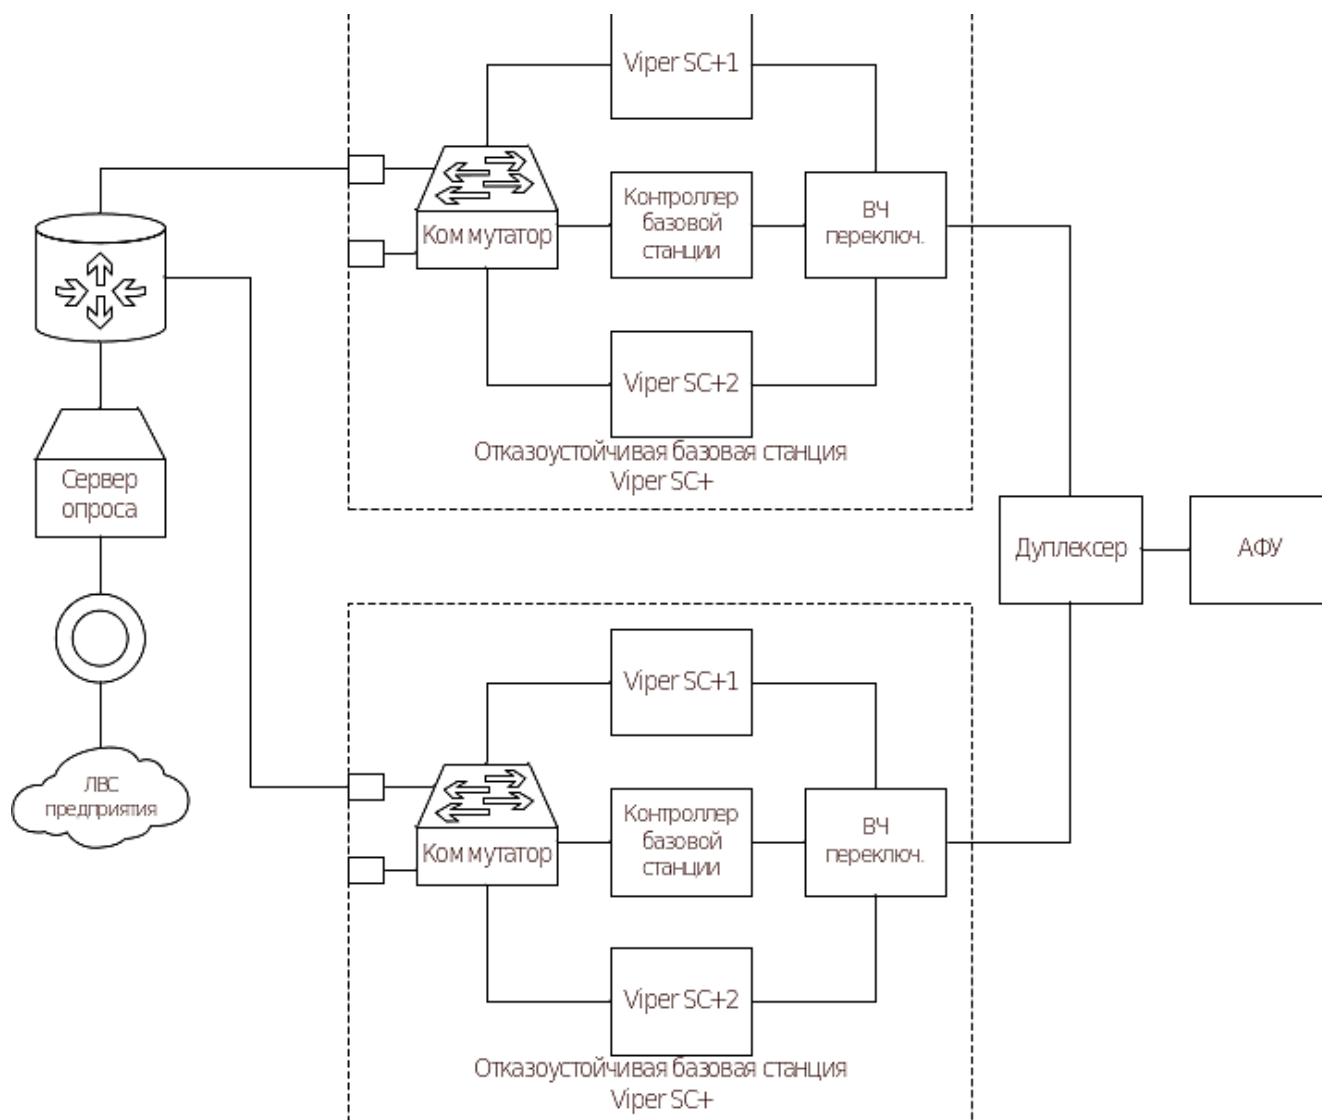 Viper SC+1
Контроллер
базовой
станции
Коммутатор
ВЧ
переключ.
Viper SC+2
Отказоустойчивая базовая станция
Viper SC+
Сервер
опроса
Дуплексер
АФУ
Viper SC+1
ЛВС
предприятия
Контроллер
базовой
станции
Коммутатор
ВЧ
переключ.
Viper SC+2
Отказоустойчивая базовая станция
Viper SC+